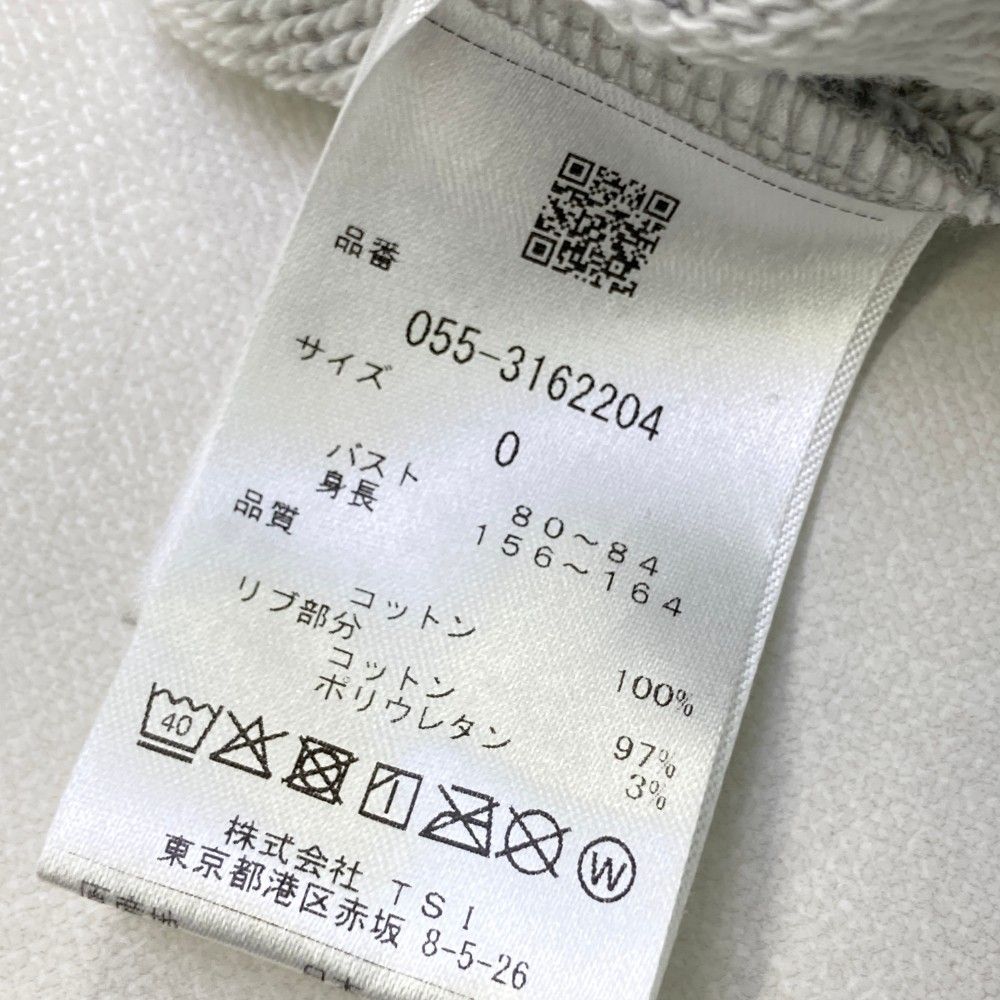 品番
055-3162204
サイズ
0
バスト 80～84
身長 156～164
品質
コットン 100%
リブ部分
コットン 97%
ポリウレタン 3%
40
W
株式会社 TSI
東京都港区赤坂 8-5-26